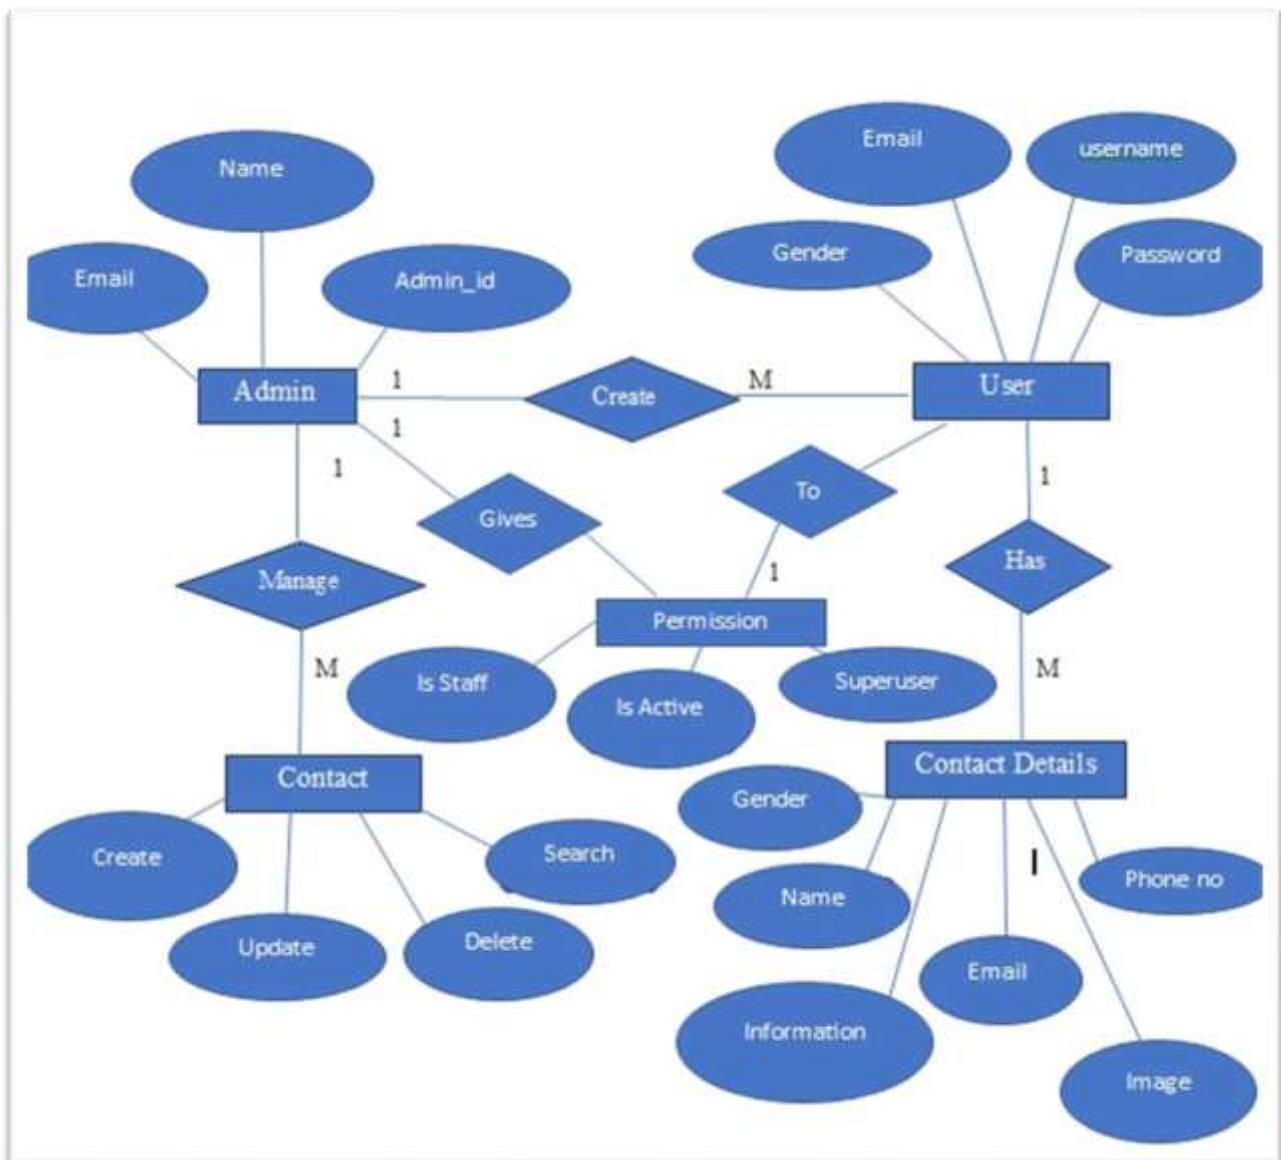 Email
username
Name
Gender
Password
Email
Admin_id
Admin
1
Create
M
User
1
1
1
To
Gives
Has
Manage
1
Permission
M
Is Staff
Is Active
Superuser
M
Contact
Contact Details
Gender
Create
Search
Name
Phone no
Update
Delete
Email
Information
Image